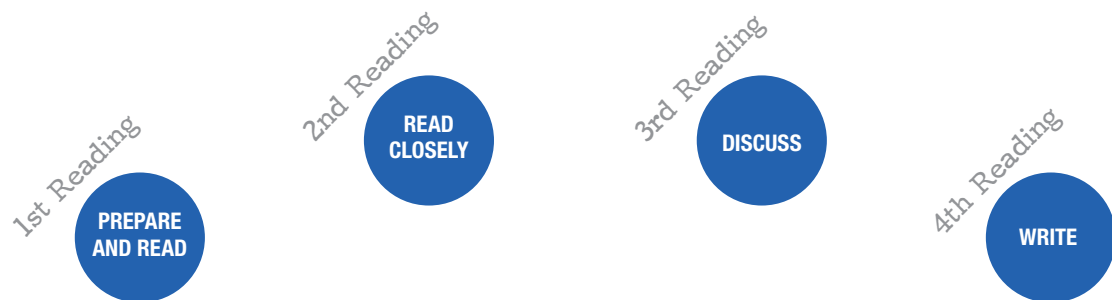 1st Reading
PREPARE
AND READ
2nd Reading
READ
CLOSELY
3rd Reading
DISCUSS
4th Reading
WRITE